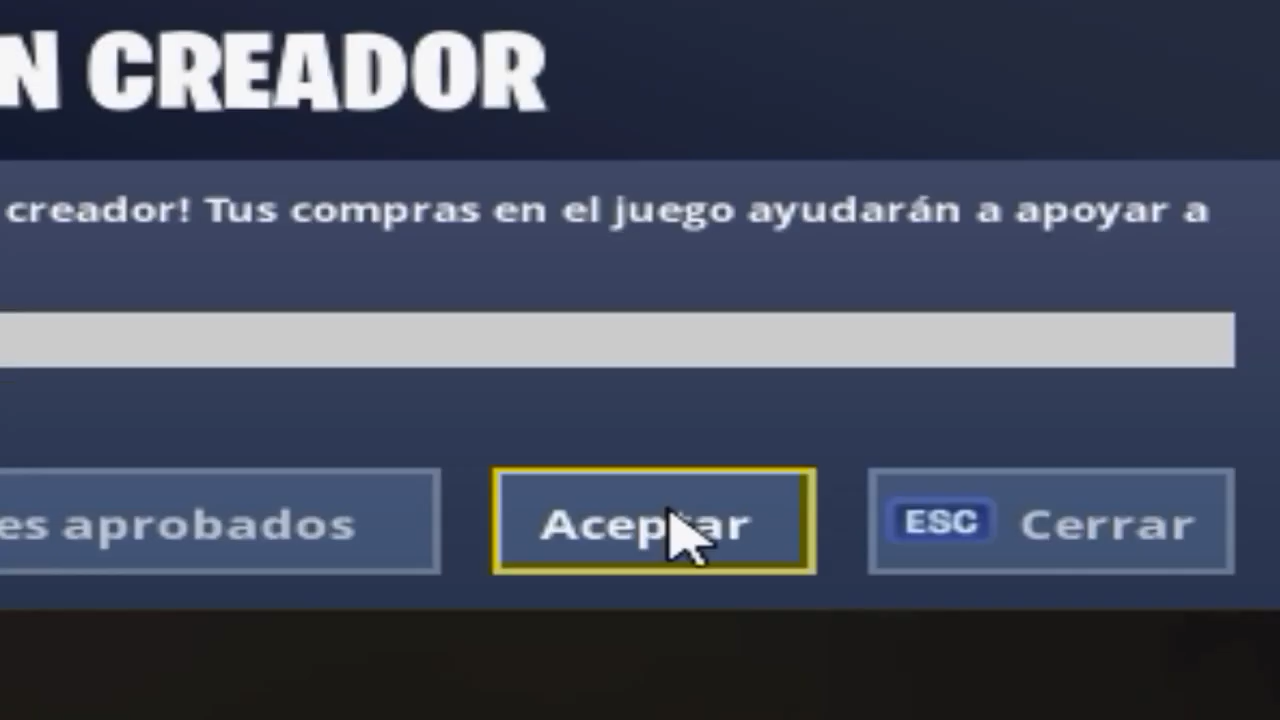 N CREADOR
creador! Tus compras en el juego ayudarán a apoyar a
es aprobados
Aceptar
ESC Cerrar